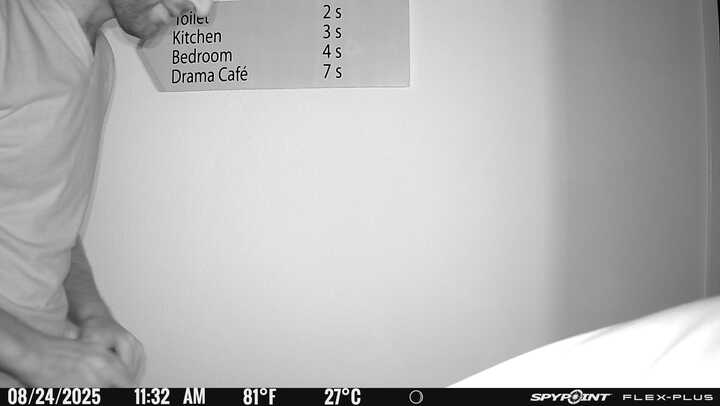 Toilet 2 s
Kitchen 3 s
Bedroom 4 s
Drama Café 7 s
08/24/2025 11:32 AM 81°F 27°C SPYPOINT FLEX-PLUS